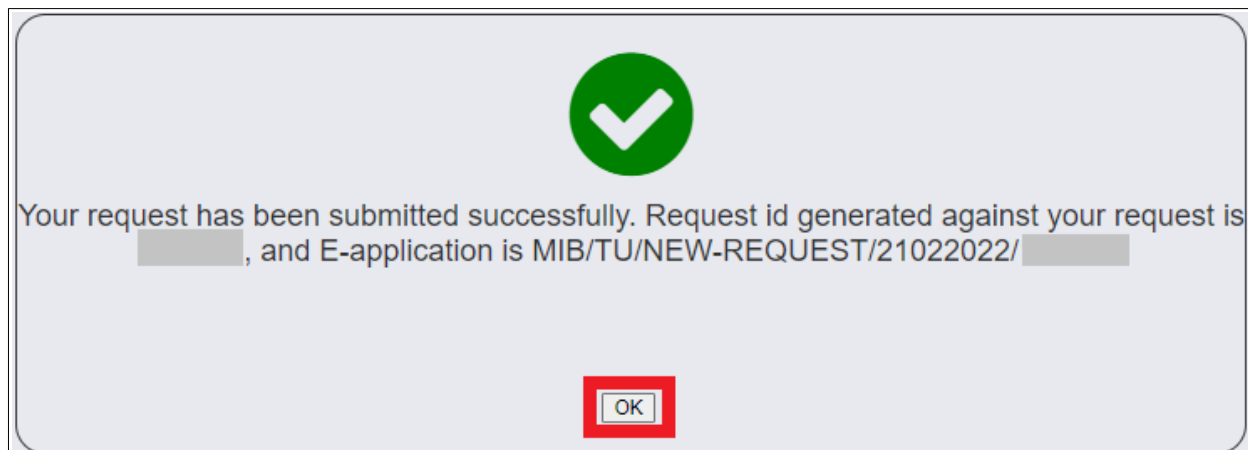 Your request has been submitted successfully. Request id generated against your request is
, and E-application is MIB/TU/NEW-REQUEST/21022022/
OK